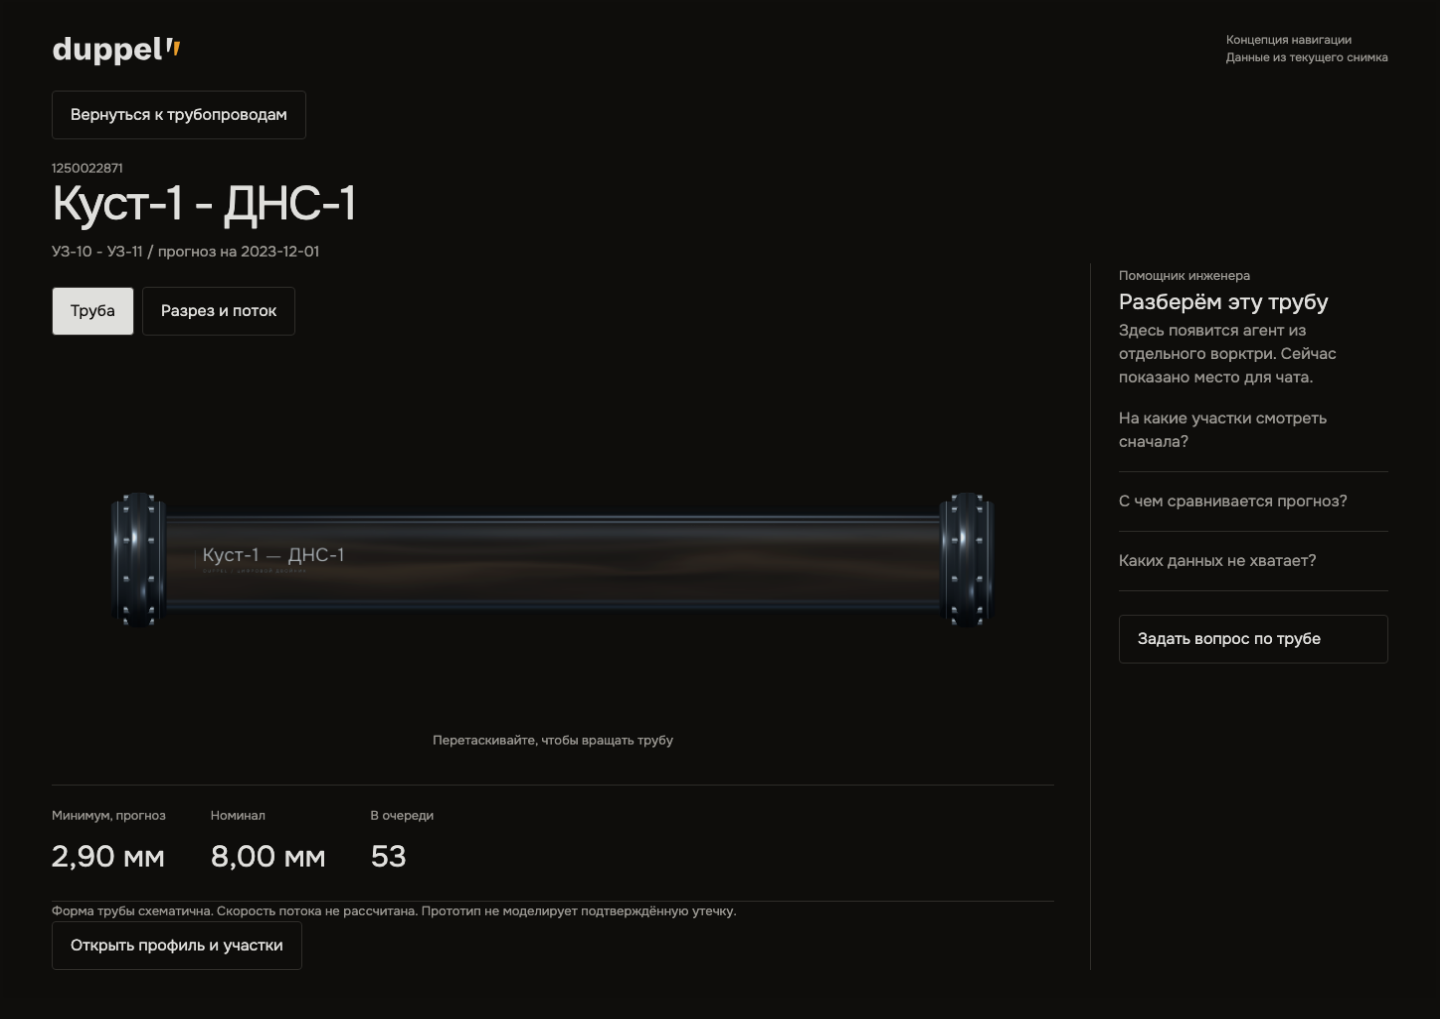 duppel
Концепция навигации
Данные из текущего снимка
Вернуться к трубопроводам
1250022871
Куст-1 - ДНС-1
УЗ-10 - УЗ-11 / прогноз на 2023-12-01
Труба
Разрез и поток
Куст-1 — ДНС-1
Перетаскивайте, чтобы вращать трубу
Минимум, прогноз
Номинал
В очереди
2,90 мм
8,00 мм
53
Форма трубы схематична. Скорость потока не рассчитана. Прототип не моделирует подтверждённую утечку.
Открыть профиль и участки
Помощник инженера
Разберём эту трубу
Здесь появится агент из
отдельного ворктри. Сейчас
показано место для чата.
На какие участки смотреть
сначала?
С чем сравнивается прогноз?
Каких данных не хватает?
Задать вопрос по трубе